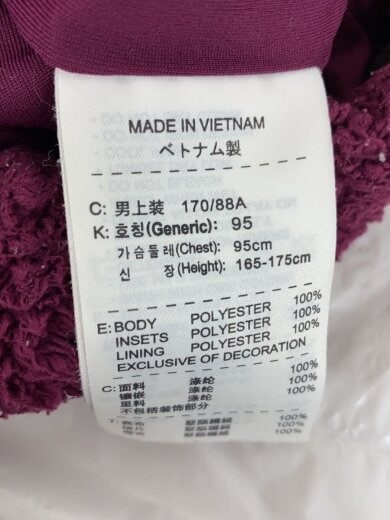 MADE IN VIETNAM
ベトナム製
C: 男上装 170/88A
K: 호칭(Generic): 95
가슴둘레(Chest): 95cm
신 장(Height): 165-175cm
E: BODY POLYESTER 100%
INSETS POLYESTER 100%
LINING POLYESTER 100%
EXCLUSIVE OF DECORATION
C: 面料 涤纶 100%
镶嵌 涤纶 100%
里料 涤纶 100%
不包括装饰部分
100%
100%